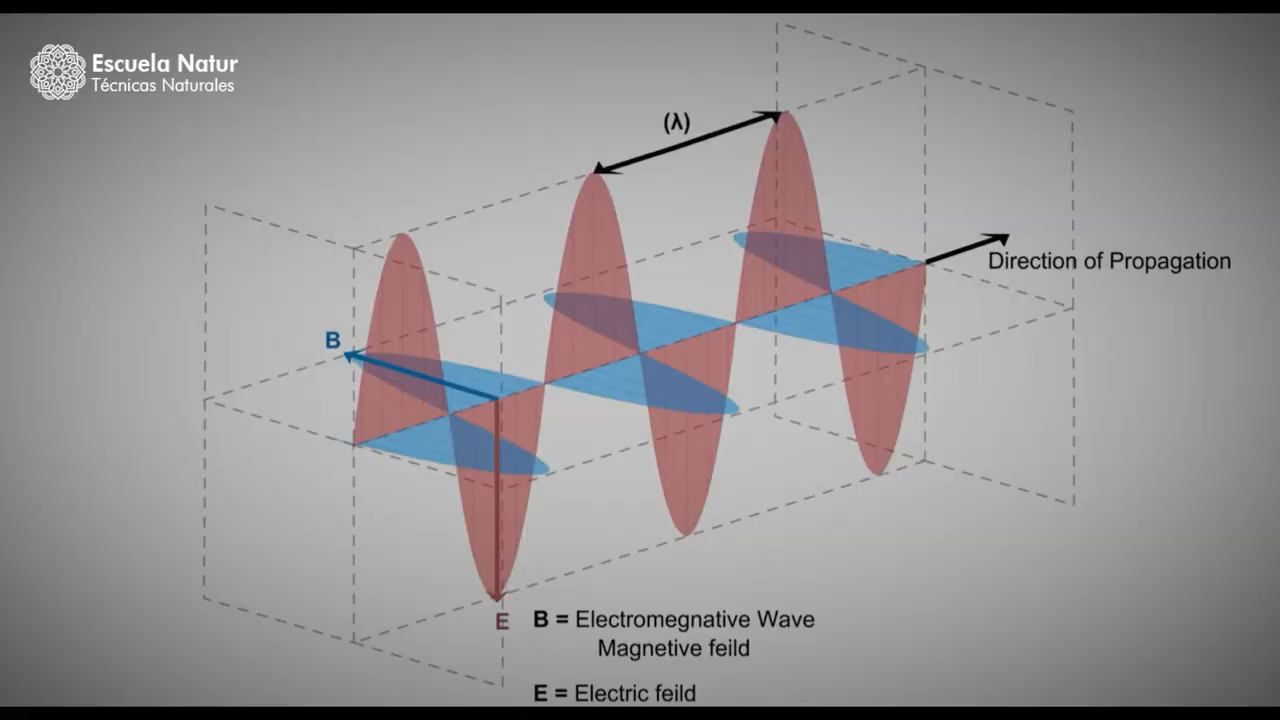 Escuela Natur
Técnicas Naturales
(λ)
Direction of Propagation
B
E
B = Electromegnative Wave
Magnetive feild
E = Electric feild